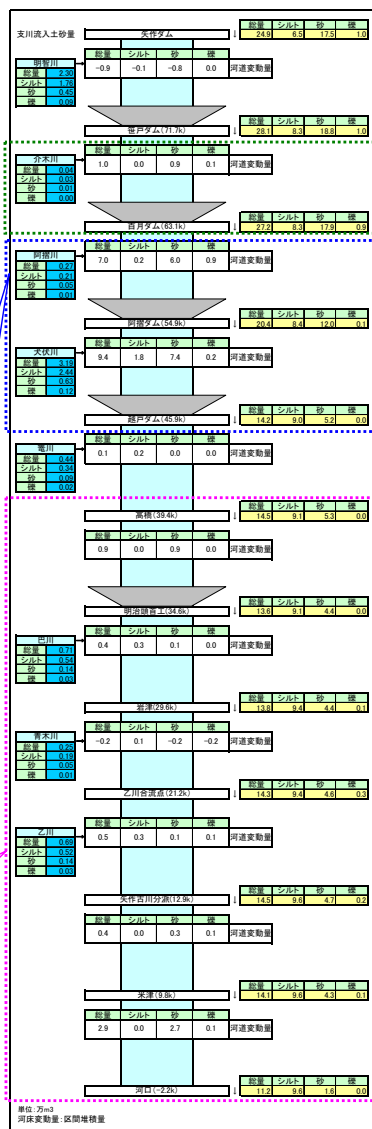 支川流入土砂量
矢作ダム
↓
総量 シルト 砂 礫
24.9 6.5 17.5 1.0
明智川
総量 2.30
シルト 1.76
砂 0.45
礫 0.09
総量 シルト 砂 礫
-0.9 -0.1 -0.8 0.0 河道変動量
笹戸ダム(71.7k)
↓
総量 シルト 砂 礫
28.1 8.3 18.8 1.0
介木川
総量 0.04
シルト 0.03
砂 0.01
礫 0.00
総量 シルト 砂 礫
1.0 0.0 0.9 0.1 河道変動量
百月ダム(63.1k)
↓
総量 シルト 砂 礫
27.2 8.3 17.9 0.9
阿摺川
総量 0.27
シルト 0.21
砂 0.05
礫 0.01
総量 シルト 砂 礫
7.0 0.2 6.0 0.9 河道変動量
阿摺ダム(54.9k)
↓
総量 シルト 砂 礫
20.4 8.4 12.0 0.1
犬伏川
総量 3.19
シルト 2.44
砂 0.63
礫 0.12
総量 シルト 砂 礫
9.4 1.8 7.4 0.2 河道変動量
越戸ダム(45.9k)
↓
総量 シルト 砂 礫
14.2 9.0 5.2 0.0
篭川
総量 0.44
シルト 0.34
砂 0.09
礫 0.02
総量 シルト 砂 礫
0.1 0.2 0.0 0.0 河道変動量
高橋(39.4k)
↓
総量 シルト 砂 礫
14.5 9.1 5.3 0.0
総量 シルト 砂 礫
0.9 0.0 0.9 0.0 河道変動量
明治頭首工(34.6k)
↓
総量 シルト 砂 礫
13.6 9.1 4.4 0.0
巴川
総量 0.71
シルト 0.54
砂 0.14
礫 0.03
総量 シルト 砂 礫
0.4 0.3 0.1 0.0 河道変動量
岩津(29.6k)
↓
総量 シルト 砂 礫
13.8 9.4 4.4 0.1
青木川
総量 0.25
シルト 0.19
砂 0.05
礫 0.01
総量 シルト 砂 礫
-0.2 0.1 -0.2 -0.2 河道変動量
乙川合流点(21.2k)
↓
総量 シルト 砂 礫
14.3 9.4 4.6 0.3
乙川
総量 0.69
シルト 0.52
砂 0.14
礫 0.03
総量 シルト 砂 礫
0.5 0.3 0.1 0.1 河道変動量
矢作古川分派(12.9k)
↓
総量 シルト 砂 礫
14.5 9.6 4.7 0.2
総量 シルト 砂 礫
0.4 0.0 0.3 0.1 河道変動量
米津(9.8k)
↓
総量 シルト 砂 礫
14.1 9.6 4.3 0.1
総量 シルト 砂 礫
2.9 0.0 2.7 0.1 河道変動量
河口(-2.2k)
↓
総量 シルト 砂 礫
11.2 9.6 1.6 0.0
単位:万m3
河床変動量:区間堆積量